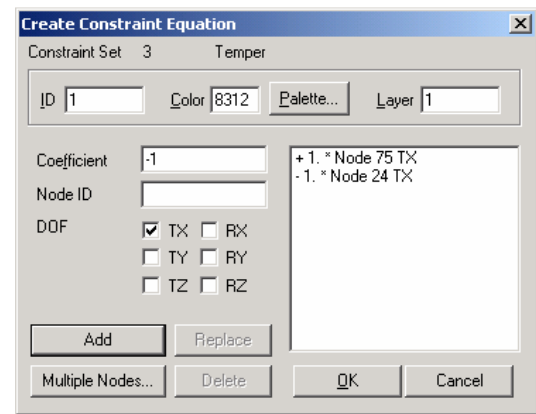 Create Constraint Equation
Constraint Set 3 Temper
ID 1 Color 8312 Palette... Layer 1
Coefficient -1
Node ID
DOF TX RX
TY RY
TZ RZ
+ 1. * Node 75 TX
- 1. * Node 24 TX
Add Replace
Multiple Nodes... Delete OK Cancel